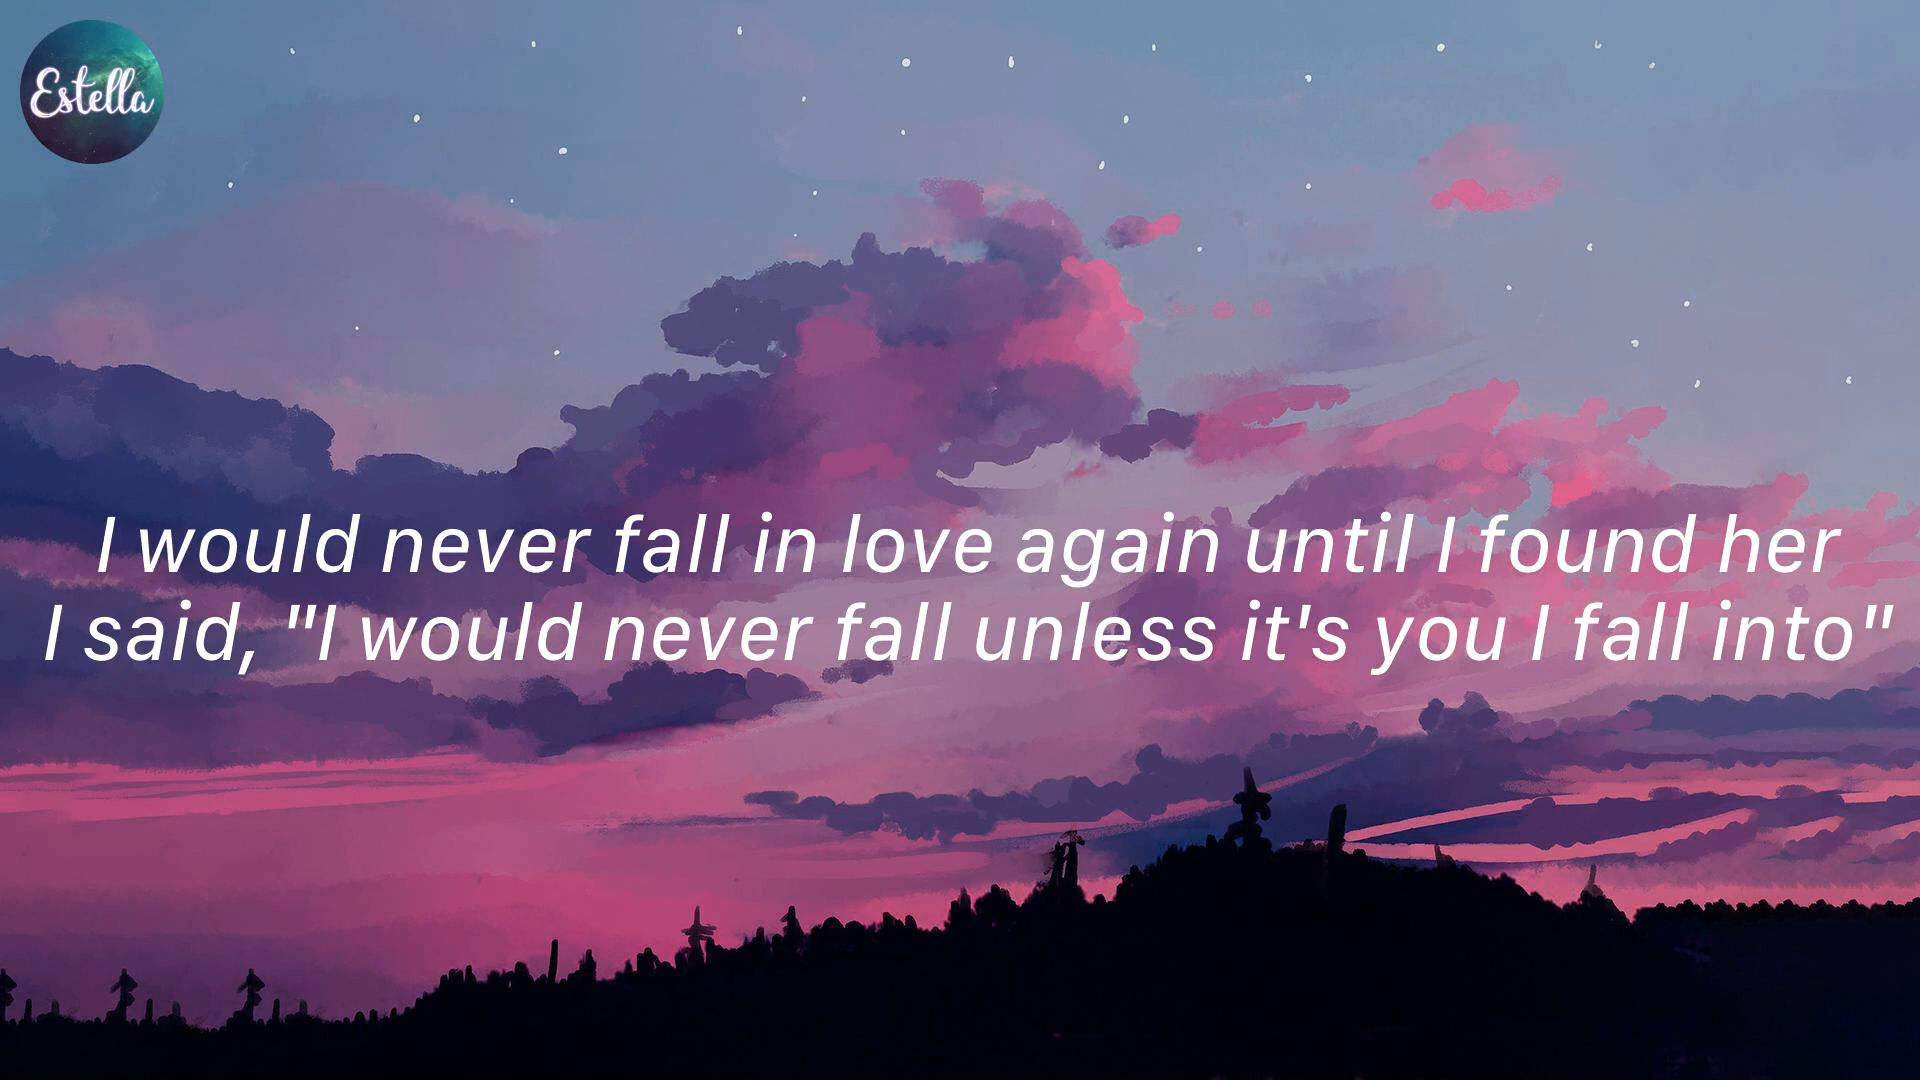 Estella
I would never fall in love again until I found her
I said, "I would never fall unless it's you I fall into"